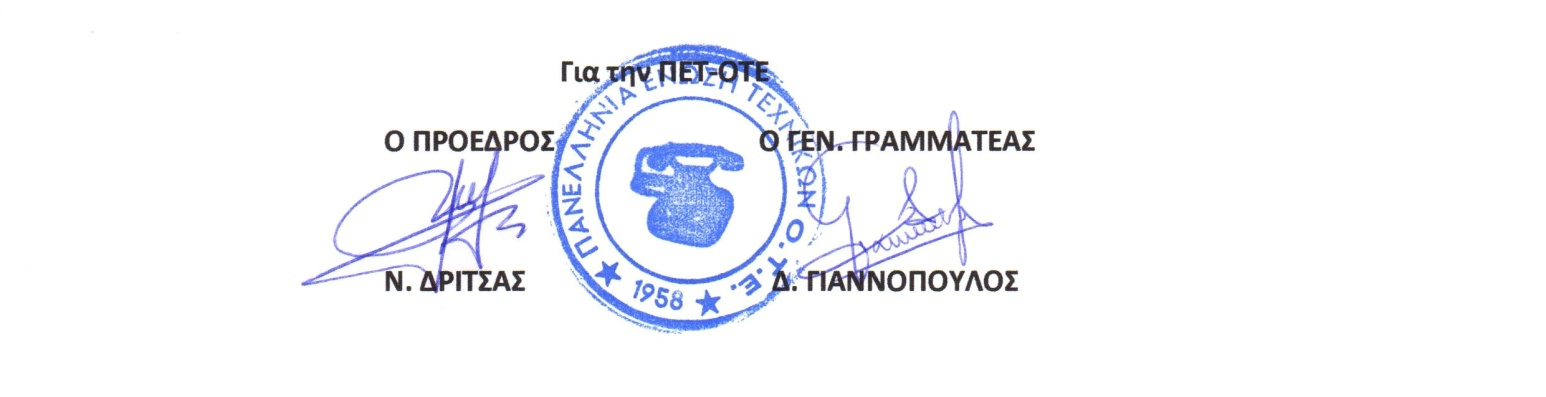 Για την ΠΕΤ-ΟΤΕ
Ο ΠΡΟΕΔΡΟΣ
Ο ΓΕΝ. ΓΡΑΜΜΑΤΕΑΣ
ΠΑΝΕΛΛΗΝΙΑ ΕΝΩΣΗ ΤΕΧΝΙΚΩΝ Ο.Τ.Ε.
★ 1958 ★
Ν. ΔΡΙΤΣΑΣ
Δ. ΓΙΑΝΝΟΠΟΥΛΟΣ